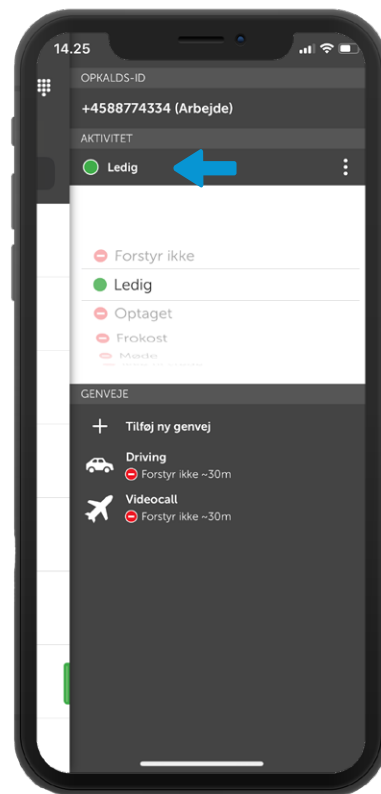 14.25
OPKALDS-ID
+4588774334 (Arbejde)
AKTIVITET
Ledig
Forstyr ikke
Ledig
Optaget
Frokost
Møde
GENVEJE
Tilføj ny genvej
Driving
Forstyr ikke ~30m
Videocall
Forstyr ikke ~30m